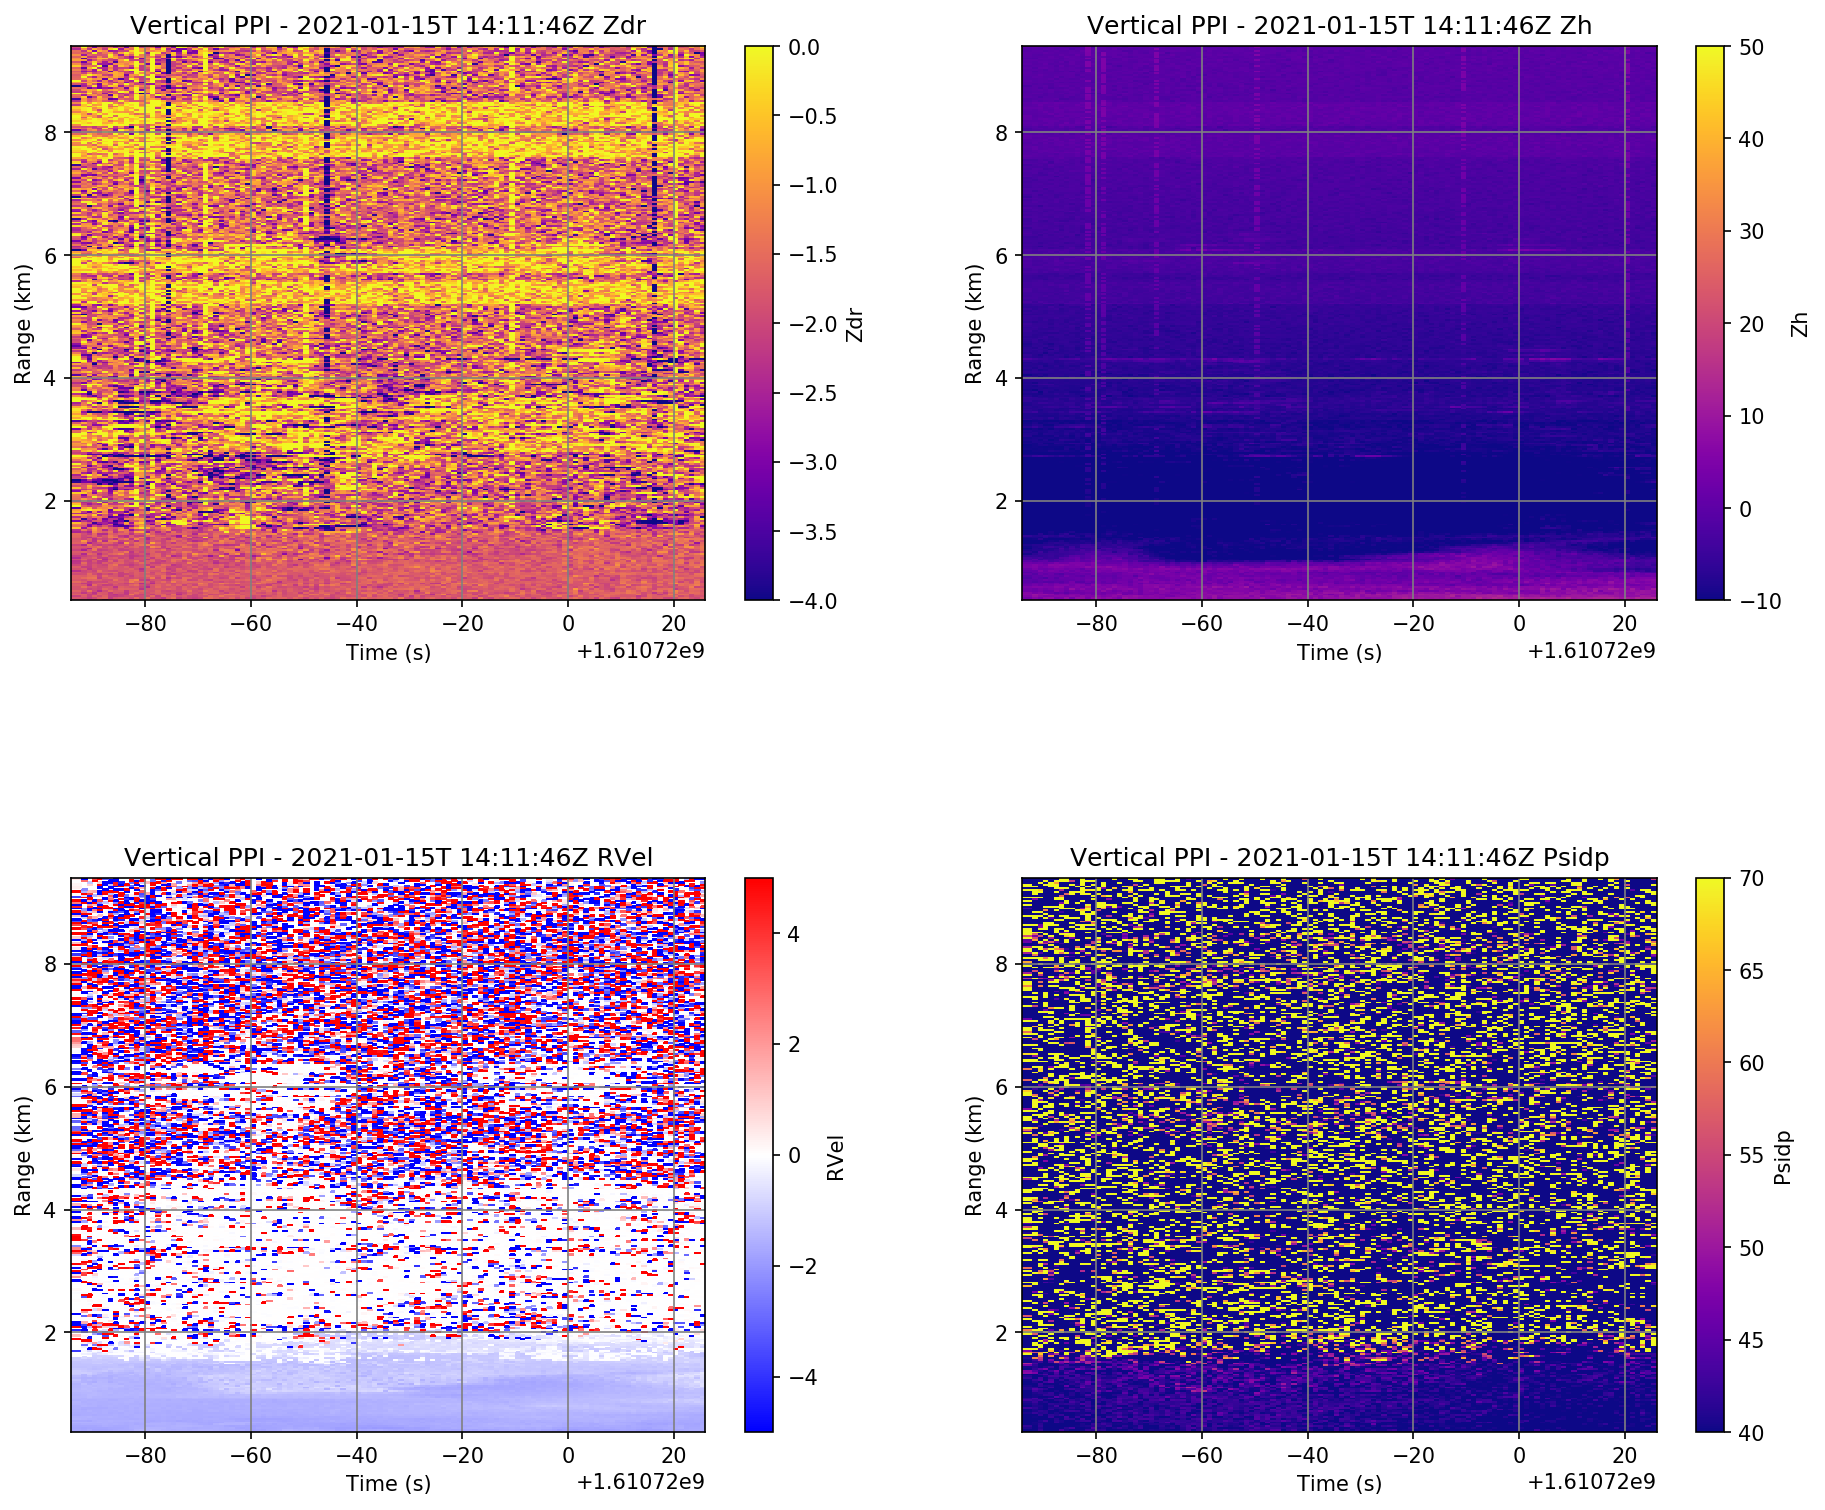 Vertical PPI - 2021-01-15T 14:11:46Z Zdr
Range (km)
8
6
4
2
−80 −60 −40 −20 0 20
Time (s)
+1.61072e9
0.0
−0.5
−1.0
−1.5
−2.0
−2.5
−3.0
−3.5
−4.0
Zdr
Vertical PPI - 2021-01-15T 14:11:46Z Zh
Range (km)
8
6
4
2
−80 −60 −40 −20 0 20
Time (s)
+1.61072e9
50
40
30
20
10
0
−10
Zh
Vertical PPI - 2021-01-15T 14:11:46Z RVel
Range (km)
8
6
4
2
−80 −60 −40 −20 0 20
Time (s)
+1.61072e9
4
2
0
−2
−4
RVel
Vertical PPI - 2021-01-15T 14:11:46Z Psidp
Range (km)
8
6
4
2
−80 −60 −40 −20 0 20
Time (s)
+1.61072e9
70
65
60
55
50
45
40
Psidp